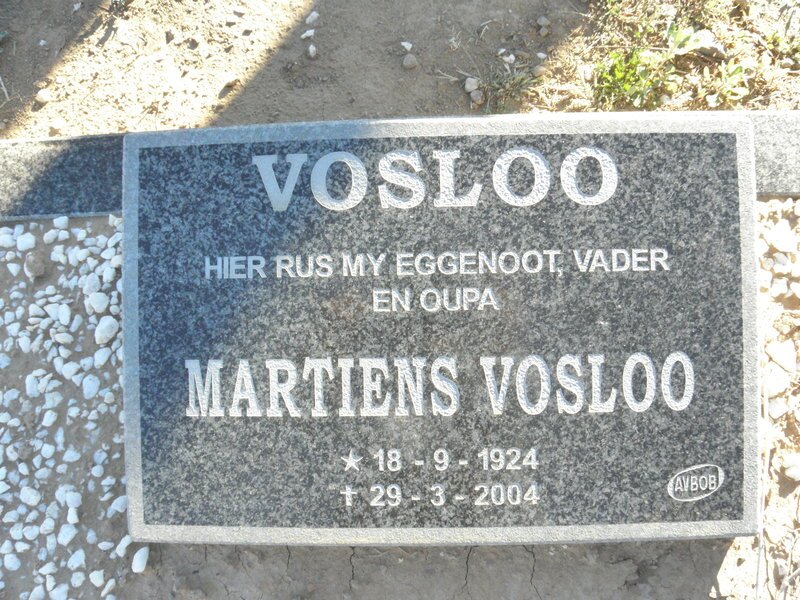 VOSLOO
HIER RUS MY EGGENOOT, VADER
EN OUPA
MARTIENS VOSLOO
★ 18 - 9 - 1924
✝ 29 - 3 - 2004
AVBOB